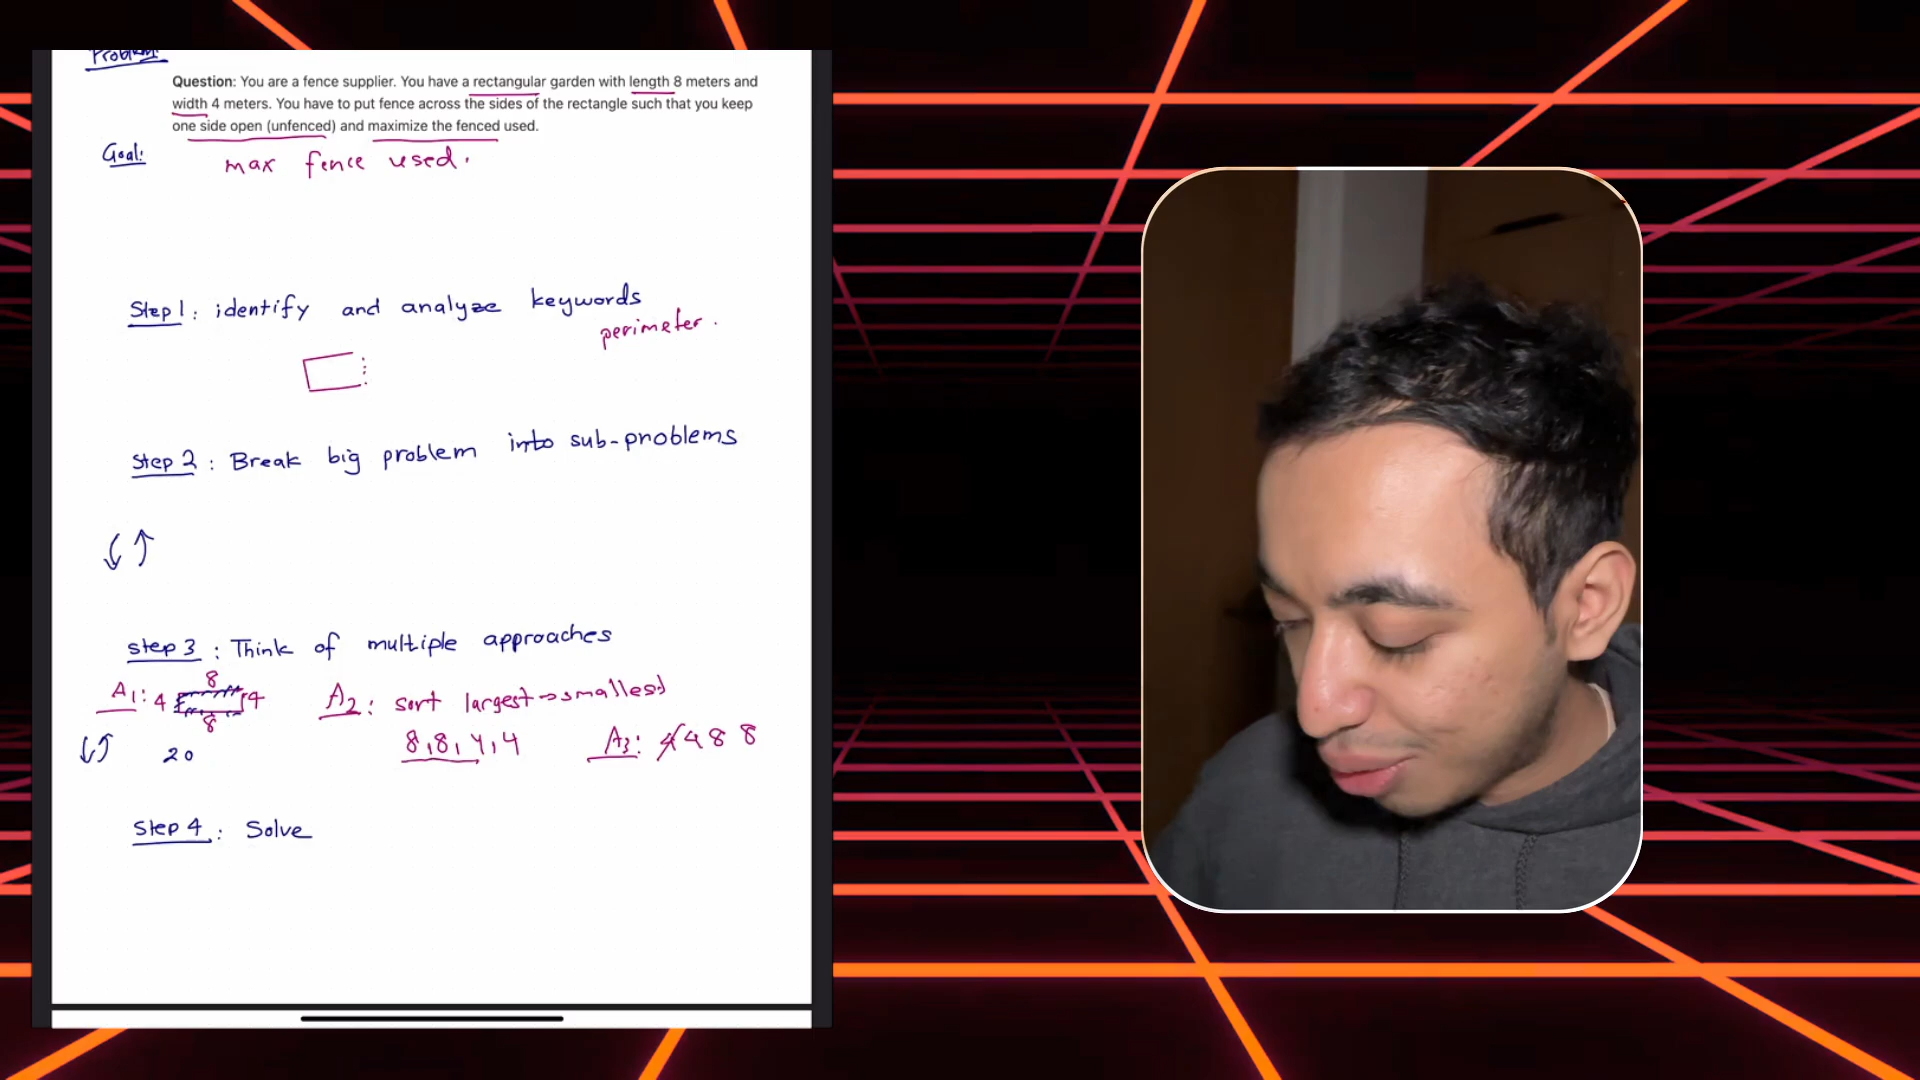 Problem:
Question: You are a fence supplier. You have a rectangular garden with length 8 meters and
width 4 meters. You have to put fence across the sides of the rectangle such that you keep
one side open (unfenced) and maximize the fenced used.
Goal:
max fence used.
Step 1: identify and analyze keywords
perimeter.
Step 2: Break big problem into sub-problems
step 3: Think of multiple approaches
8
A1: 4 4
8
20
A2: sort largest → smallest
8,8,4,4
A3: 4 4 8 8
Step 4: Solve